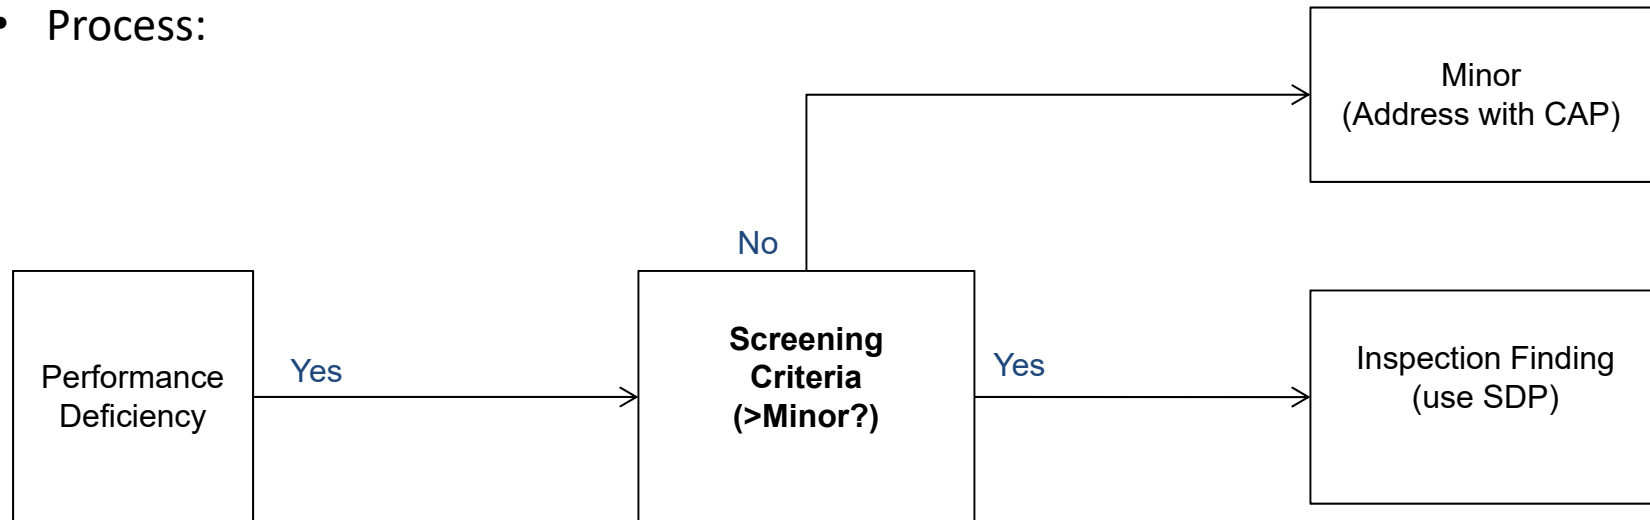 • Process:
Minor
(Address with CAP)
No
Performance
Deficiency
Yes
Screening
Criteria
(>Minor?)
Yes
Inspection Finding
(use SDP)